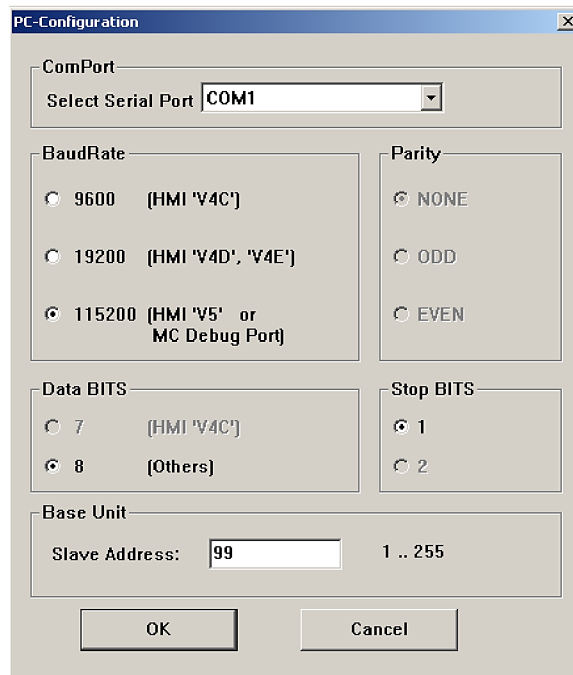 PC-Configuration
ComPort
Select Serial Port COM1
BaudRate
9600 (HMI 'V4C')
19200 (HMI 'V4D', 'V4E')
115200 (HMI 'V5' or
MC Debug Port)
Parity
NONE
ODD
EVEN
Data BITS
7 (HMI 'V4C')
8 (Others)
Stop BITS
1
2
Base Unit
Slave Address: 99 1 .. 255
OK Cancel